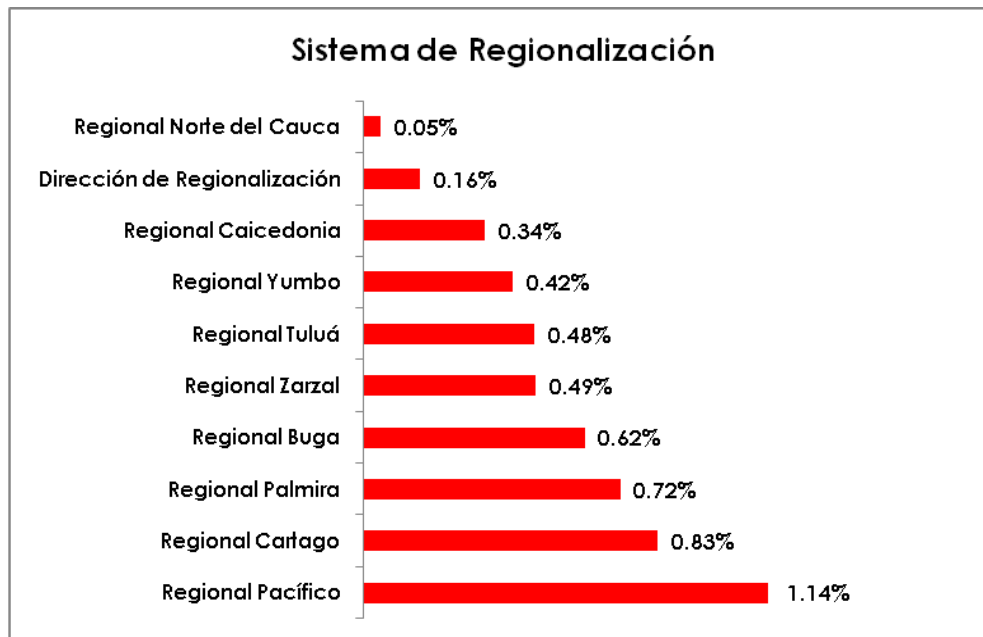 Sistema de Regionalización
Regional Norte del Cauca 0.05%
Dirección de Regionalización 0.16%
Regional Caicedonia 0.34%
Regional Yumbo 0.42%
Regional Tuluá 0.48%
Regional Zarzal 0.49%
Regional Buga 0.62%
Regional Palmira 0.72%
Regional Cartago 0.83%
Regional Pacífico 1.14%